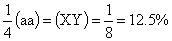 1/4 (aa) = (XY) = 1/8 = 12.5%